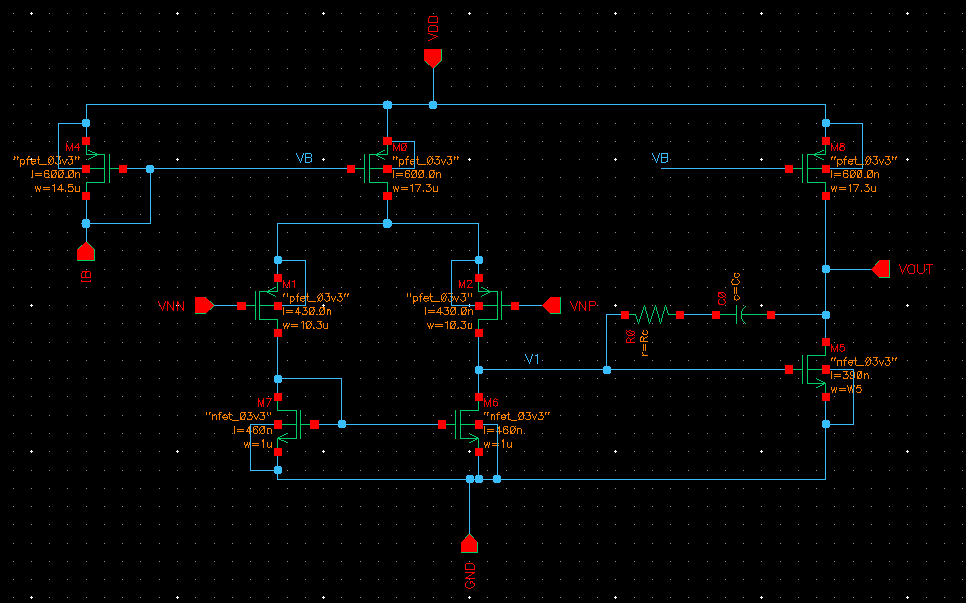 VDD
M4
"pfet_03v3"
l=600.0n
w=14.5u
VB
M0
"pfet_03v3"
l=600.0n
w=17.3u
VB
M8
"pfet_03v3"
l=600.0n
w=17.3u
IB
VOUT
M1
"pfet_03v3"
l=430.0n
w=10.3u
VNN
M2
"pfet_03v3"
l=430.0n
w=10.3u
VNP
R0
r=Rc
C0
c=Cc
V1
M5
"nfet_03v3"
l=390n
w=W5
M7
"nfet_03v3"
l=460n
w=1u
M6
"nfet_03v3"
l=460n
w=1u
GND